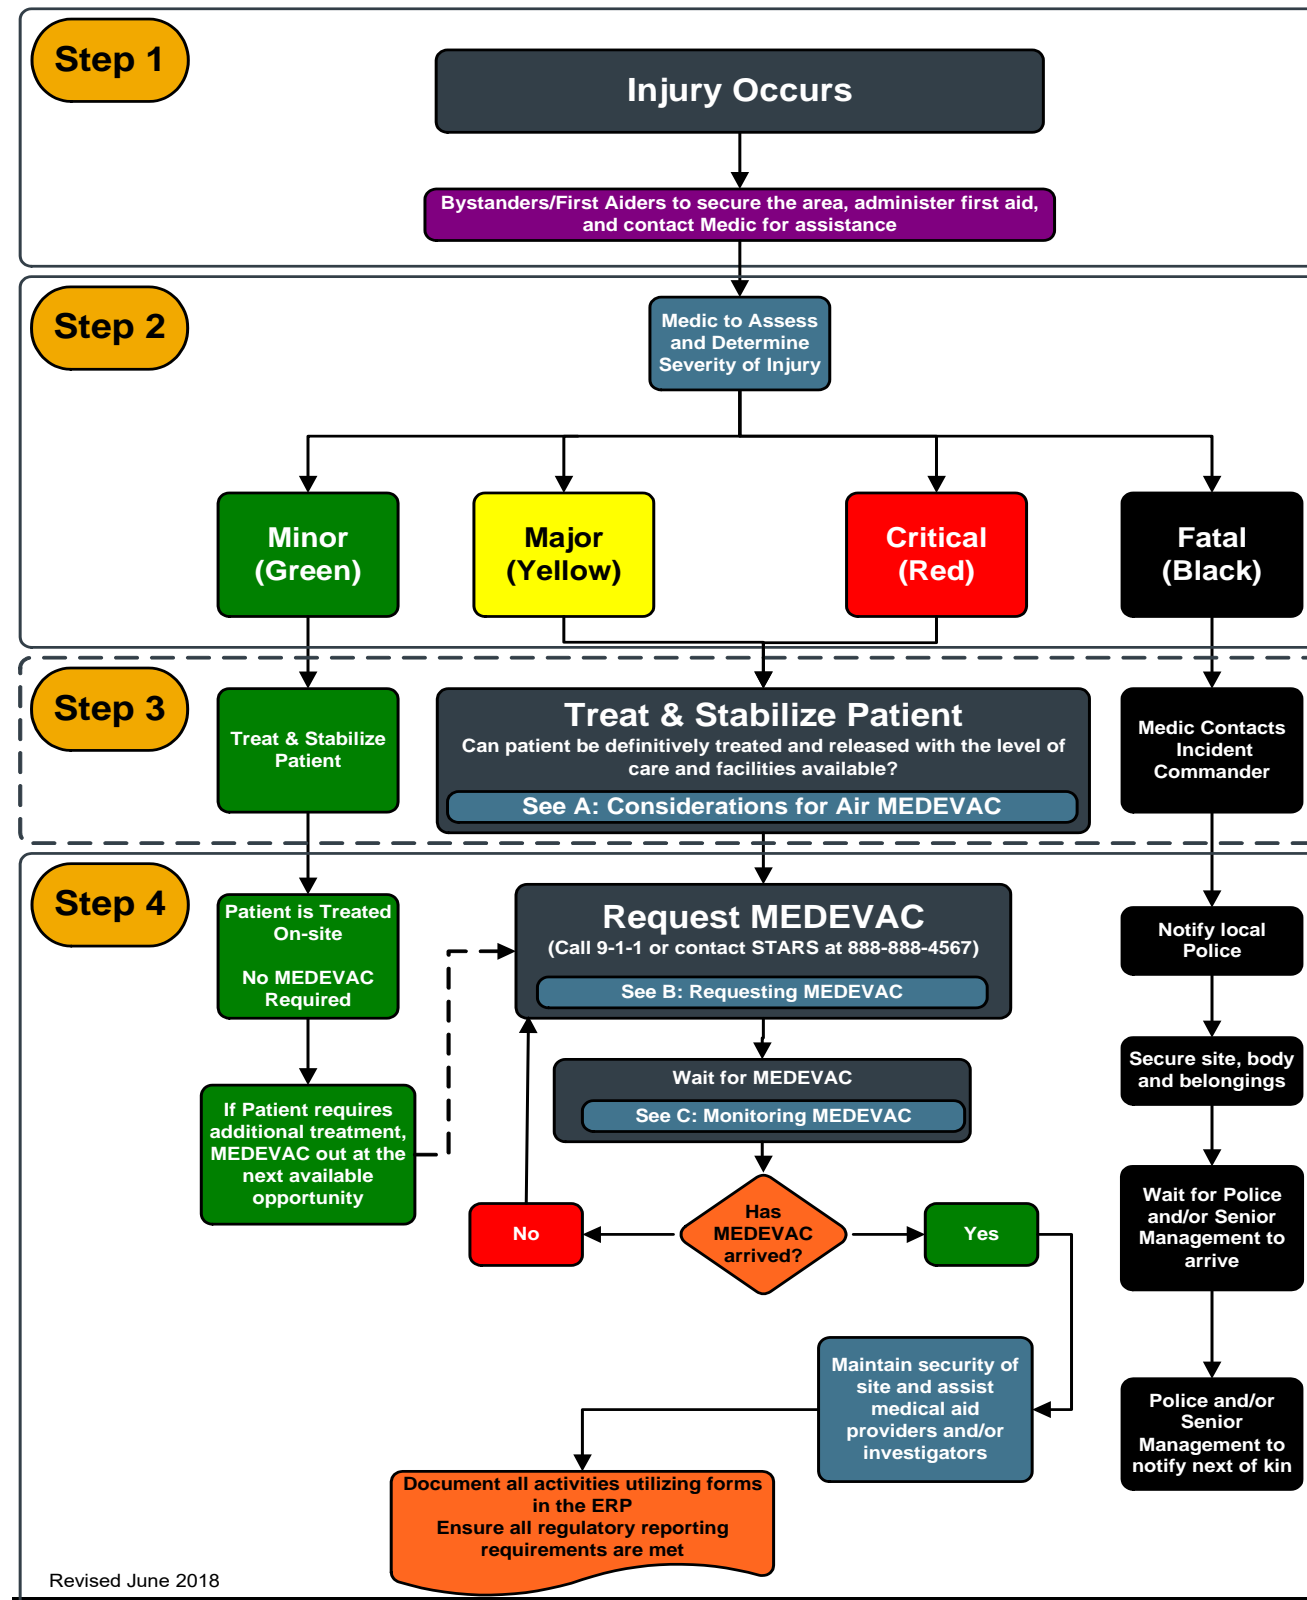 Step 1
Injury Occurs
Bystanders/First Aiders to secure the area, administer first aid,
and contact Medic for assistance
Step 2
Medic to Assess
and Determine
Severity of Injury
Minor
(Green)
Major
(Yellow)
Critical
(Red)
Fatal
(Black)
Step 3
Treat & Stabilize
Patient
Treat & Stabilize Patient
Can patient be definitively treated and released with the level of
care and facilities available?
See A: Considerations for Air MEDEVAC
Medic Contacts
Incident
Commander
Step 4
Patient is Treated
On-site
No MEDEVAC
Required
Request MEDEVAC
(Call 9-1-1 or contact STARS at 888-888-4567)
See B: Requesting MEDEVAC
Notify local
Police
Wait for MEDEVAC
See C: Monitoring MEDEVAC
Secure site, body
and belongings
If Patient requires
additional treatment,
MEDEVAC out at the
next available
opportunity
No
Has
MEDEVAC
arrived?
Yes
Wait for Police
and/or Senior
Management to
arrive
Maintain security of
site and assist
medical aid
providers and/or
investigators
Police and/or
Senior
Management to
notify next of kin
Document all activities utilizing forms
in the ERP
Ensure all regulatory reporting
requirements are met
Revised June 2018